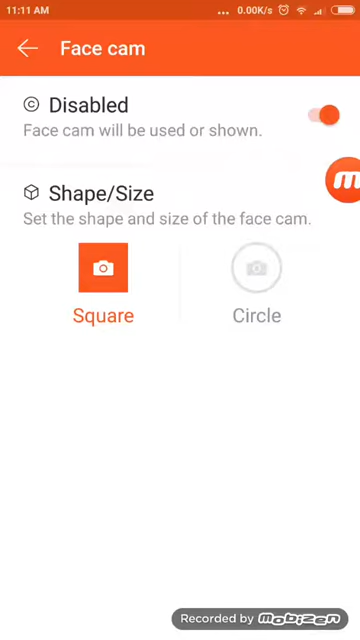 11:11 AM
... 0.00K/s
Face cam
© Disabled
Face cam will be used or shown.
Shape/Size
Set the shape and size of the face cam.
Square
Circle
Recorded by mobizen